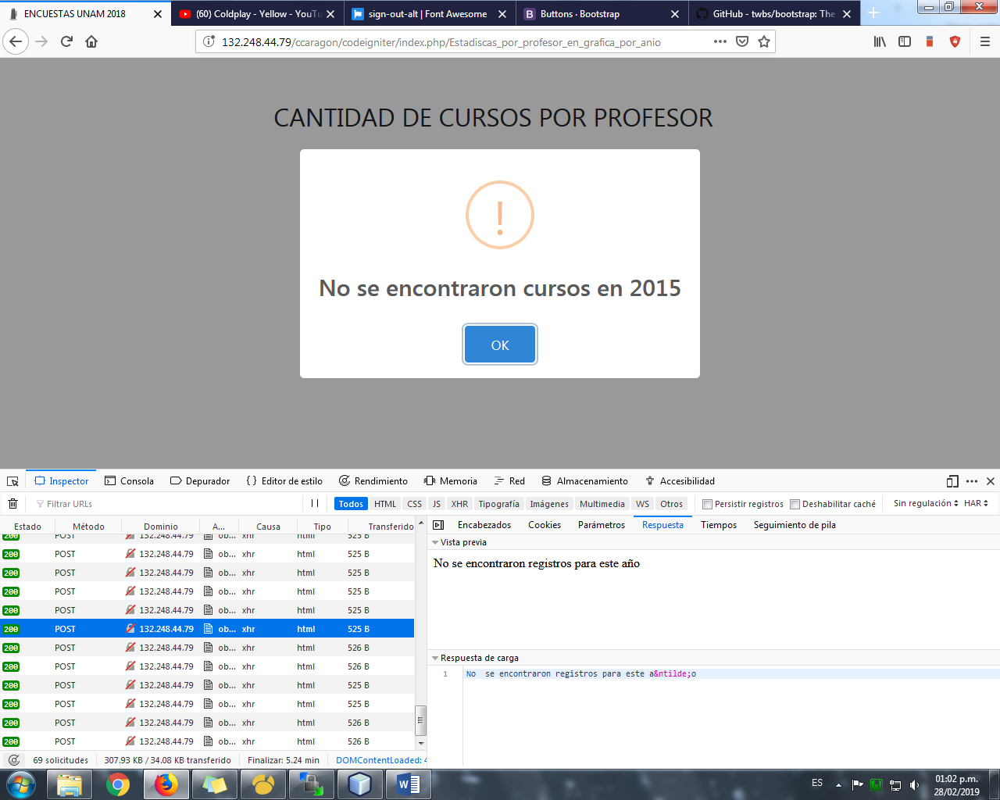 ENCUESTAS UNAM 2018
(60) Coldplay - Yellow - YouTu
sign-out-alt | Font Awesome
Buttons · Bootstrap
GitHub - twbs/bootstrap: The
132.248.44.79/ccaragon/codeigniter/index.php/Estadiscas_por_profesor_en_grafica_por_anio
CANTIDAD DE CURSOS POR PROFESOR
!
No se encontraron cursos en 2015
OK
Inspector Consola Depurador Editor de estilo Rendimiento Memoria Red Almacenamiento Accesibilidad
Filtrar URLs
Todos HTML CSS JS XHR Tipografía Imágenes Multimedia WS Otros Persistir registros Deshabilitar caché Sin regulación HAR
Estado Método Dominio A... Causa Tipo Transferido
200 POST 132.248.44.79 ob... xhr html 525 B
200 POST 132.248.44.79 ob... xhr html 525 B
200 POST 132.248.44.79 ob... xhr html 525 B
200 POST 132.248.44.79 ob... xhr html 525 B
200 POST 132.248.44.79 ob... xhr html 525 B
200 POST 132.248.44.79 ob... xhr html 525 B
200 POST 132.248.44.79 ob... xhr html 526 B
200 POST 132.248.44.79 ob... xhr html 526 B
200 POST 132.248.44.79 ob... xhr html 525 B
200 POST 132.248.44.79 ob... xhr html 525 B
200 POST 132.248.44.79 ob... xhr html 526 B
200 POST 132.248.44.79 ob... xhr html 526 B
69 solicitudes 307.93 KB / 34.08 KB transferido Finalizar: 5.24 min DOMContentLoaded: 4
Encabezados Cookies Parámetros Respuesta Tiempos Seguimiento de pila
Vista previa
No se encontraron registros para este año
Respuesta de carga
1 No  se encontraron registros para este a&ntilde;o
ES
01:02 p.m.
28/02/2019